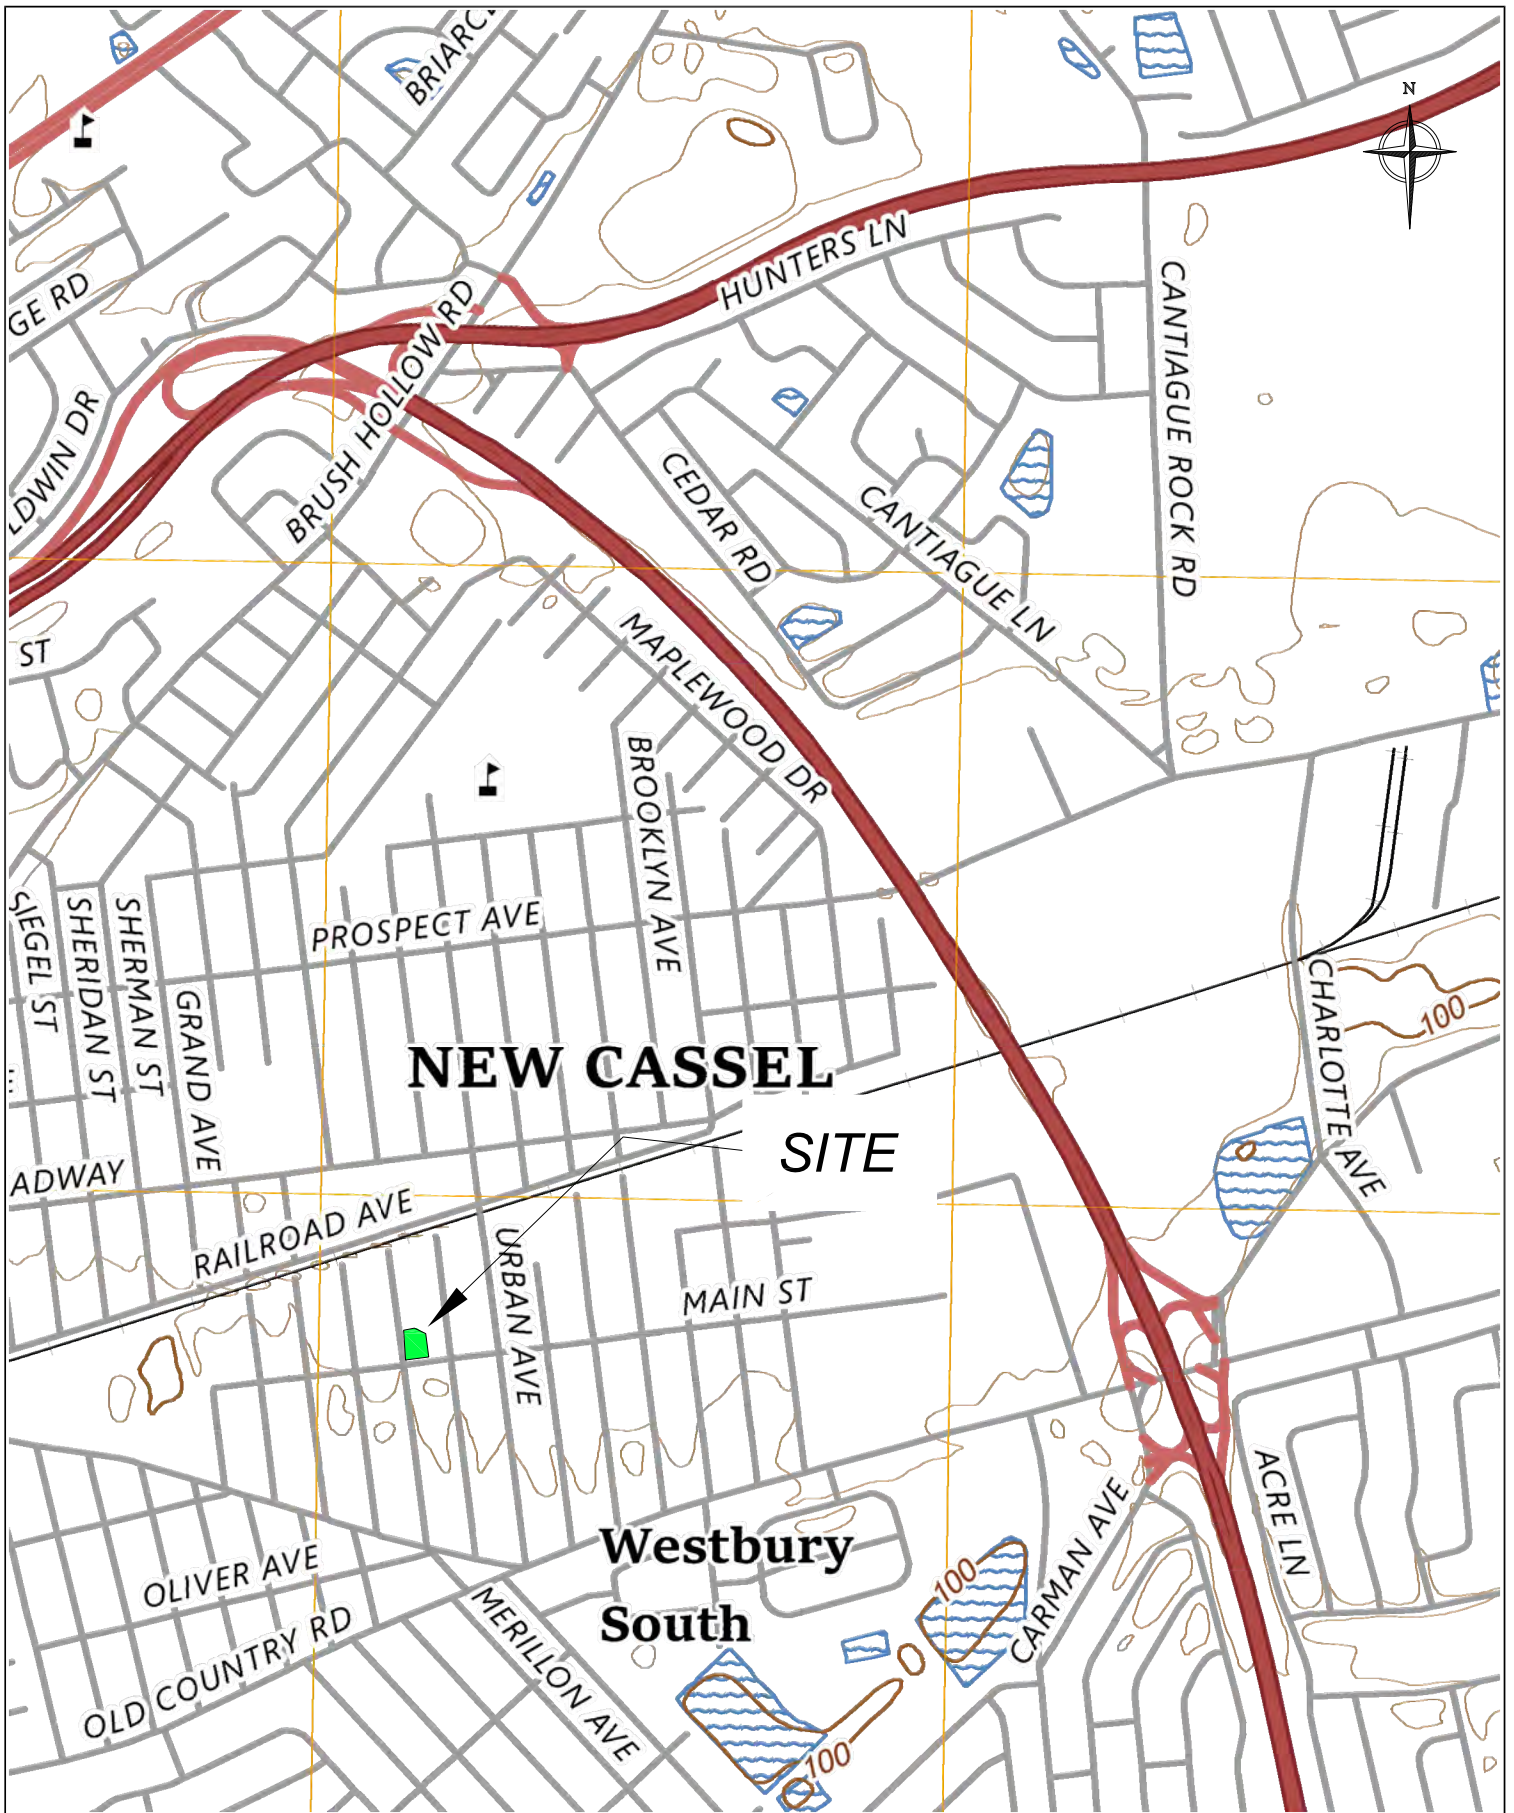 BRIARC
N
GE RD
HUNTERS LN
BRUSH HOLLOW RD
CANTIAGUE ROCK RD
LDWIN DR
CEDAR RD
CANTIAGUE LN
ST
MAPLEWOOD DR
BROOKLYN AVE
SIEGEL ST
SHERIDAN ST
SHERMAN ST
PROSPECT AVE
GRAND AVE
CHARLOTTE AVE
100
NEW CASSEL
SITE
ADWAY
RAILROAD AVE
URBAN AVE
MAIN ST
ACRE LN
CARMAN AVE
Westbury
South
100
OLIVER AVE
OLD COUNTRY RD
MERILLON AVE
100